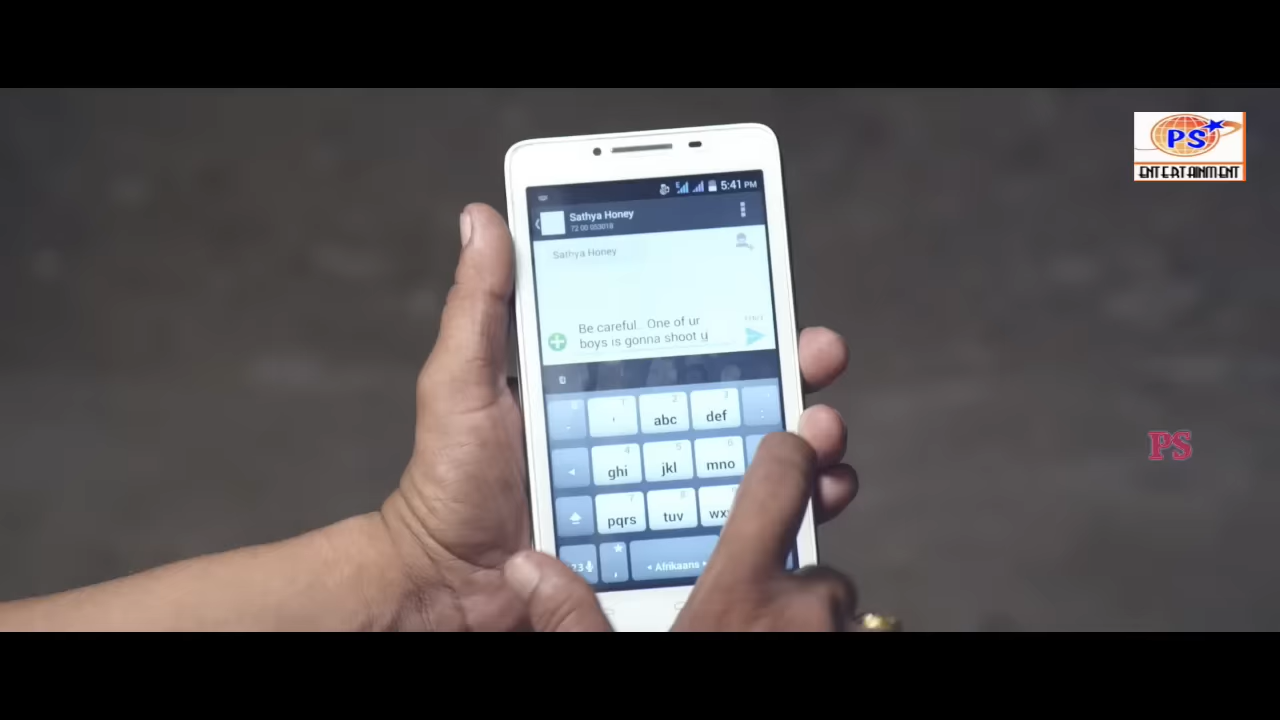 PS
ENTERTAINMENT
5:41 PM
Sathya Honey
Sathya Honey
Be careful.. One of ur
boys is gonna shoot u
abc
def
ghi
jkl
mno
pqrs
tuv
Afrikaans
PS